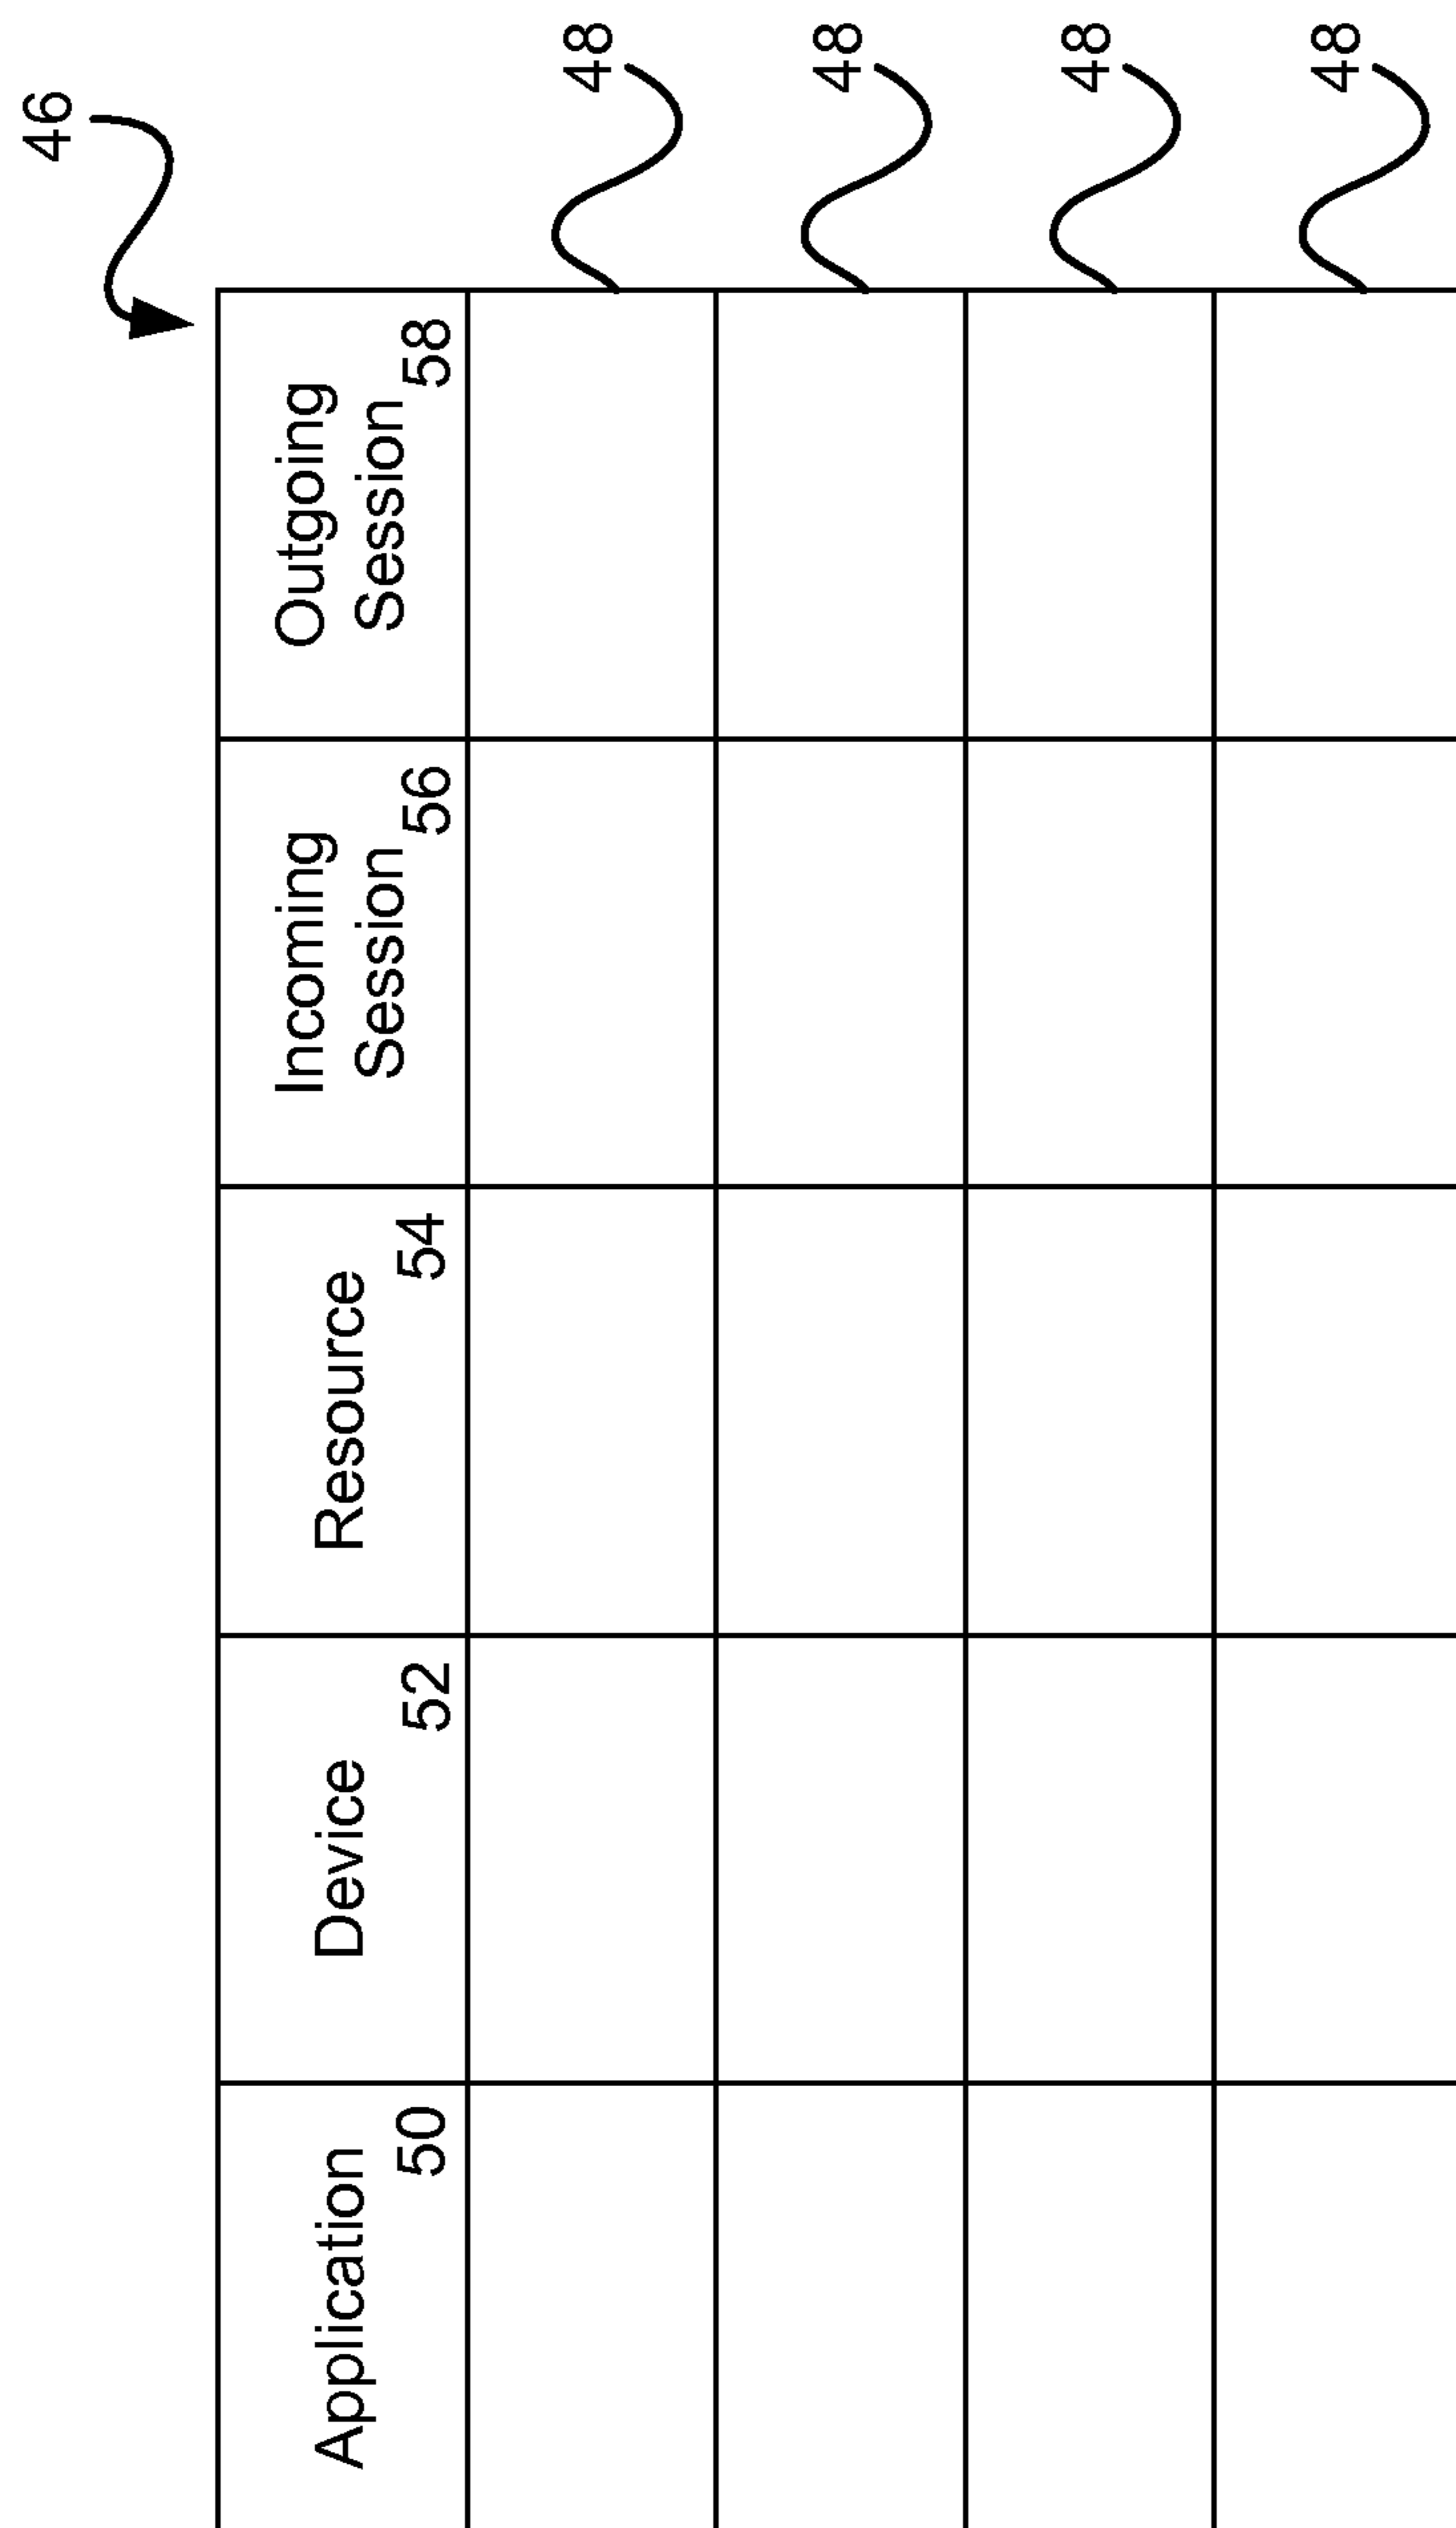 46
Application
50
Device
52
Resource
54
Incoming
Session
56
Outgoing
Session
58
48
48
48
48